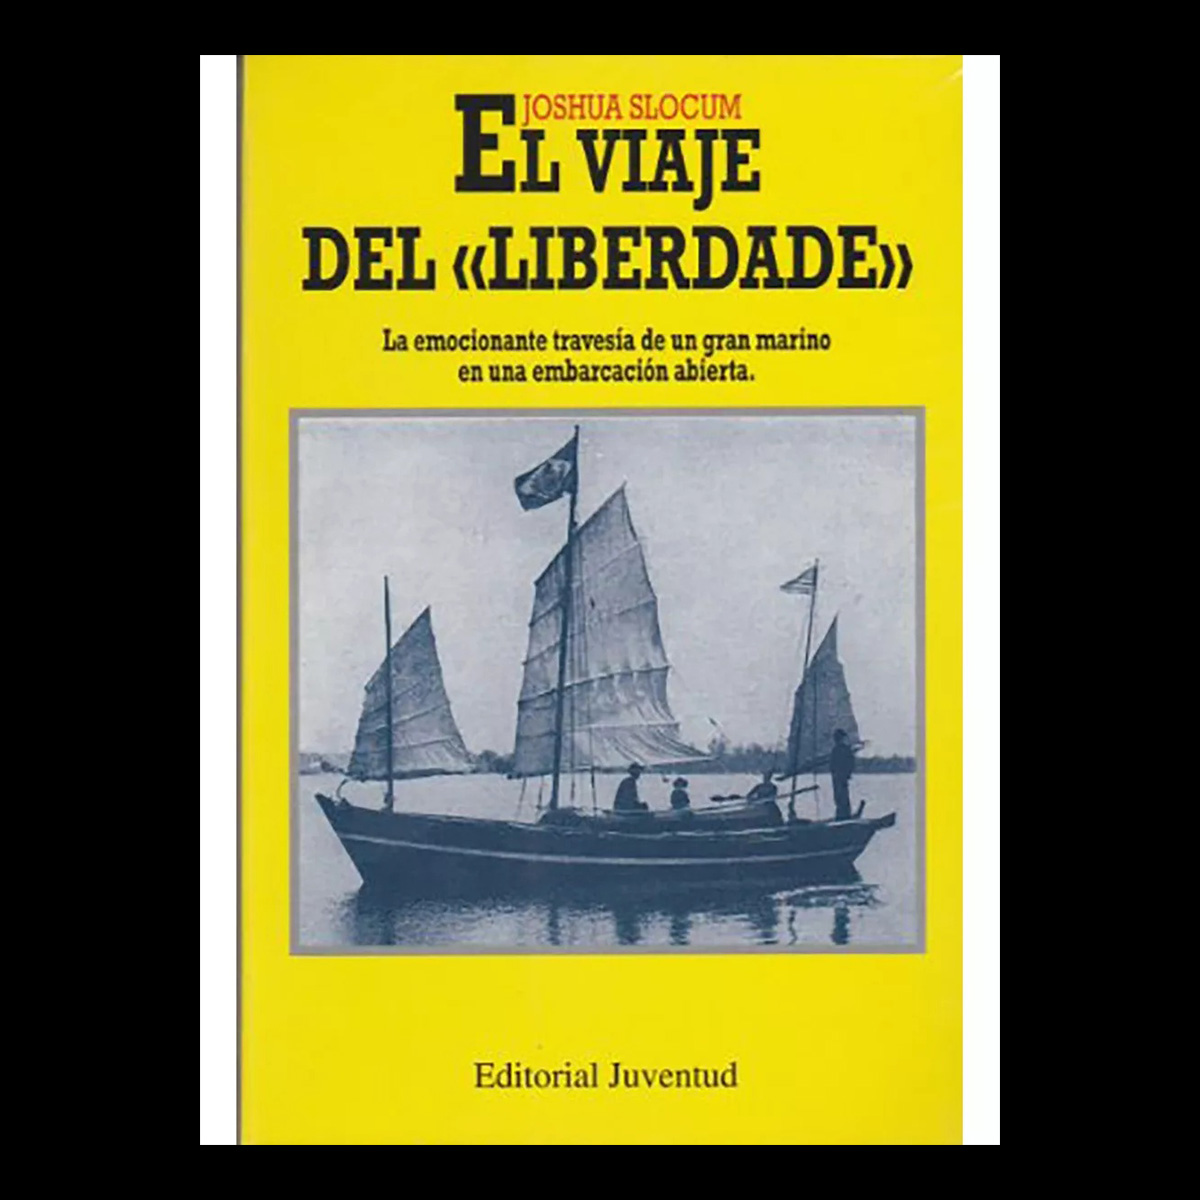 JOSHUA SLOCUM
EL VIAJE
DEL «LIBERDADE»
La emocionante travesía de un gran marino
en una embarcación abierta.
Editorial Juventud